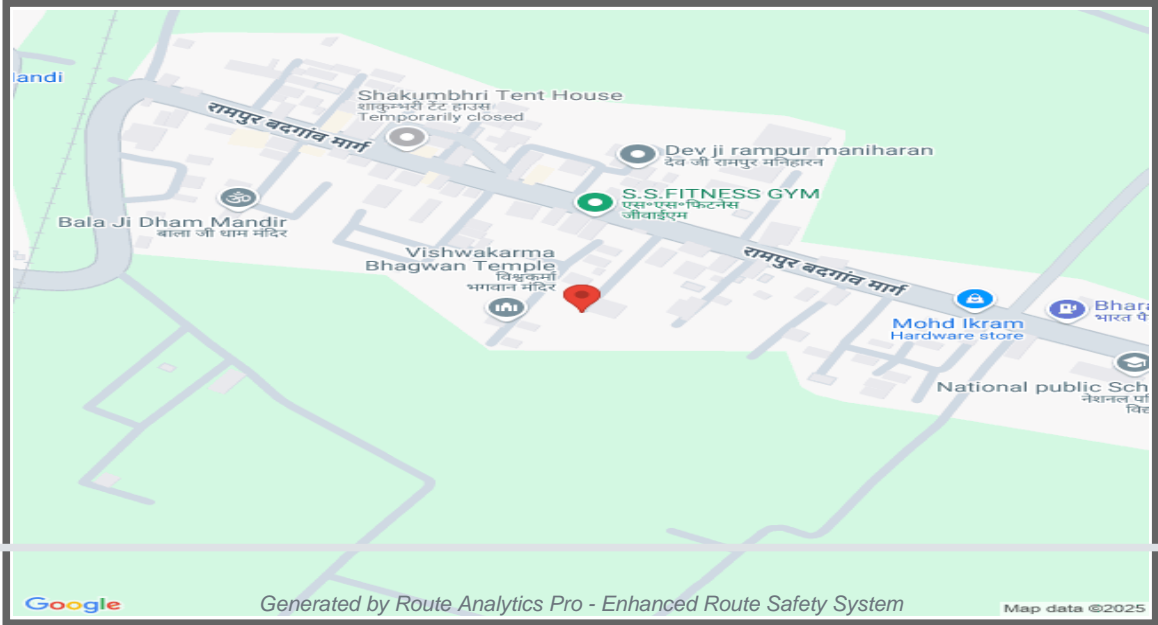 landi
Shakumbhri Tent House
शाकुम्भरी टेंट हाउस
Temporarily closed
रामपुर बदगांव मार्ग
Dev ji rampur maniharan
देव जी रामपुर मनिहारन
S.S.FITNESS GYM
एस॰एस॰फिटनेस
जीवाईएम
Bala Ji Dham Mandir
बाला जी धाम मंदिर
Vishwakarma
Bhagwan Temple
विश्वकर्मा
भगवान मंदिर
रामपुर बदगांव मार्ग
Mohd Ikram
Hardware store
Bhara
भारत पै
National public Sch
नेशनल प
विद्य
Google
Generated by Route Analytics Pro - Enhanced Route Safety System
Map data ©2025